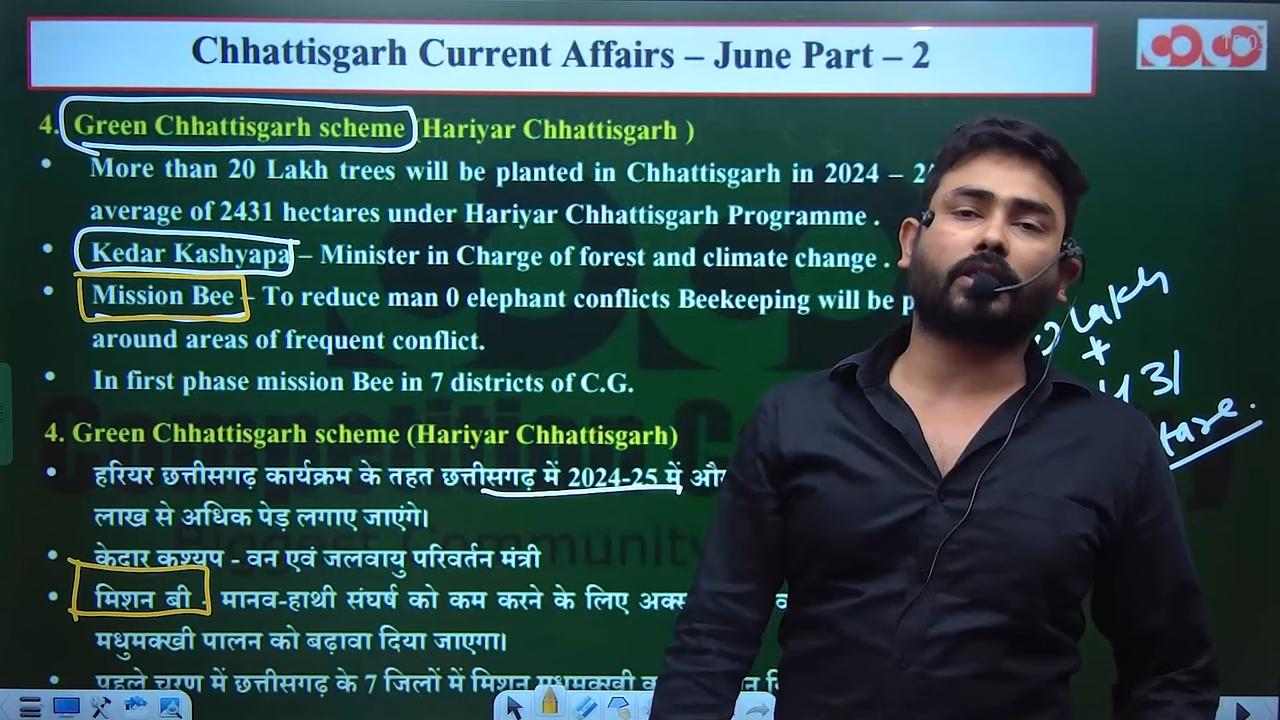 Chhattisgarh Current Affairs – June Part – 2
4. Green Chhattisgarh scheme (Hariyar Chhattisgarh )
• More than 20 Lakh trees will be planted in Chhattisgarh in 2024 –
average of 2431 hectares under Hariyar Chhattisgarh Programme .
• Kedar Kashyapa – Minister in Charge of forest and climate change .
• Mission Bee – To reduce man 0 elephant conflicts Beekeeping will be
around areas of frequent conflict.
• In first phase mission Bee in 7 districts of C.G.
lakh
+
31
4. Green Chhattisgarh scheme (Hariyar Chhattisgarh)
• हरियर छत्तीसगढ़ कार्यक्रम के तहत छत्तीसगढ़ में 2024-25 में
लाख से अधिक पेड़ लगाए जाएंगे।
• केदार कश्यप - वन एवं जलवायु परिवर्तन मंत्री
• मिशन बी - मानव-हाथी संघर्ष को कम करने के लिए
मधुमक्खी पालन को बढ़ावा दिया जाएगा।
• पहले चरण में छत्तीसगढ़ के 7 जिलों में मिशन मधुमक्खी